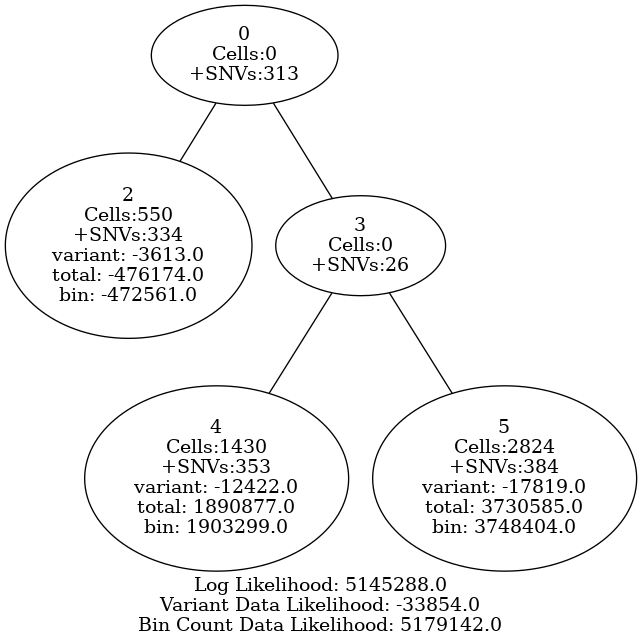 0
Cells:0
+SNVs:313
2
Cells:550
+SNVs:334
variant: -3613.0
total: -476174.0
bin: -472561.0
3
Cells:0
+SNVs:26
4
Cells:1430
+SNVs:353
variant: -12422.0
total: 1890877.0
bin: 1903299.0
5
Cells:2824
+SNVs:384
variant: -17819.0
total: 3730585.0
bin: 3748404.0
Log Likelihood: 5145288.0
Variant Data Likelihood: -33854.0
Bin Count Data Likelihood: 5179142.0